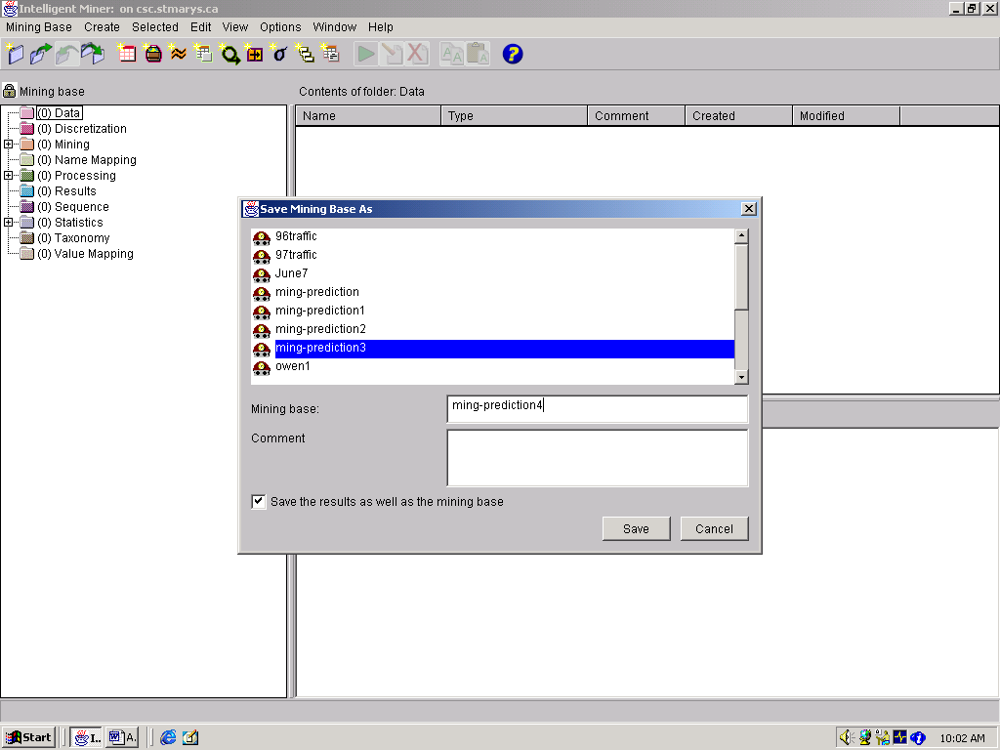 Intelligent Miner: on csc.stmarys.ca
Mining Base Create Selected Edit View Options Window Help
Mining base
Contents of folder: Data
(0) Data
(0) Discretization
(0) Mining
(0) Name Mapping
(0) Processing
(0) Results
(0) Sequence
(0) Statistics
(0) Taxonomy
(0) Value Mapping
Name Type Comment Created Modified
Save Mining Base As
96traffic
97traffic
June7
ming-prediction
ming-prediction1
ming-prediction2
ming-prediction3
owen1
Mining base:
ming-prediction4
Comment
Save the results as well as the mining base
Save Cancel
Start I.. A. 10:02 AM